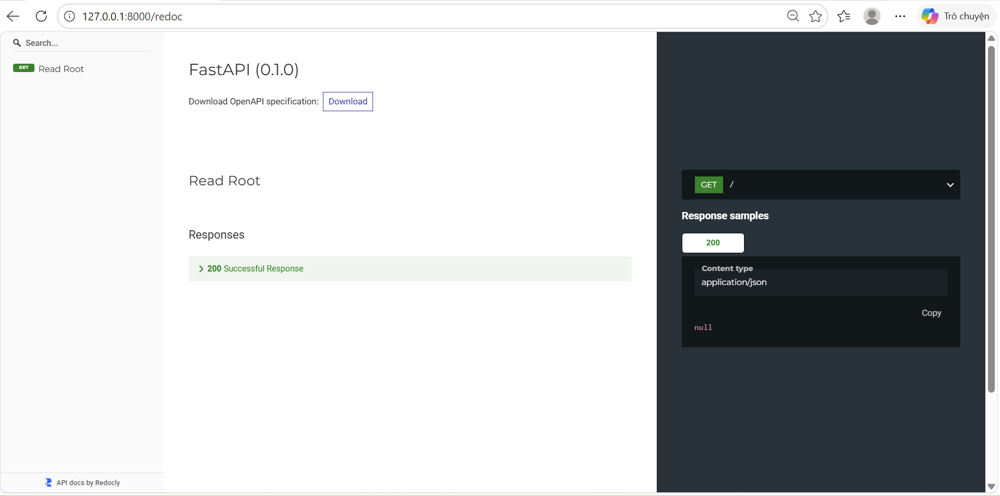 127.0.0.1:8000/redoc
Trò chuyện
Search...
GET Read Root
FastAPI (0.1.0)
Download OpenAPI specification: Download
Read Root
Responses
200 Successful Response
GET /
Response samples
200
Content type
application/json
Copy
null
API docs by Redocly